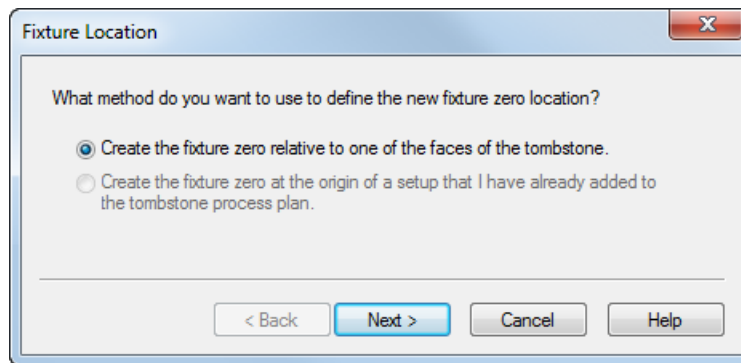 Fixture Location
What method do you want to use to define the new fixture zero location?
Create the fixture zero relative to one of the faces of the tombstone.
Create the fixture zero at the origin of a setup that I have already added to
the tombstone process plan.
< Back Next > Cancel Help